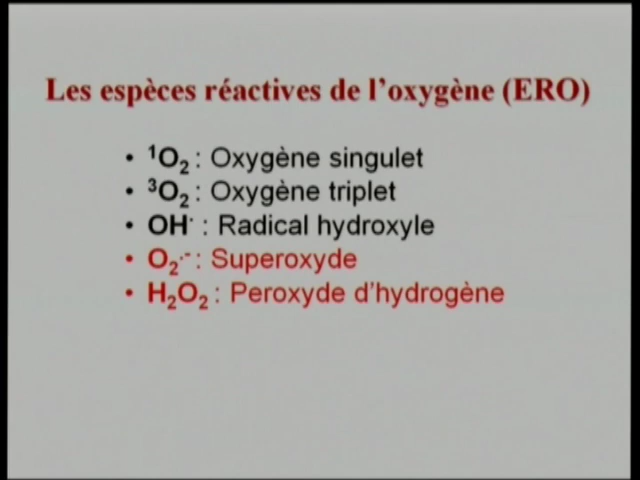 Les espèces réactives de l'oxygène (ERO)
• ¹O₂ : Oxygène singulet
• ³O₂ : Oxygène triplet
• OH· : Radical hydroxyle
• O₂·⁻ : Superoxyde
• H₂O₂ : Peroxyde d'hydrogène